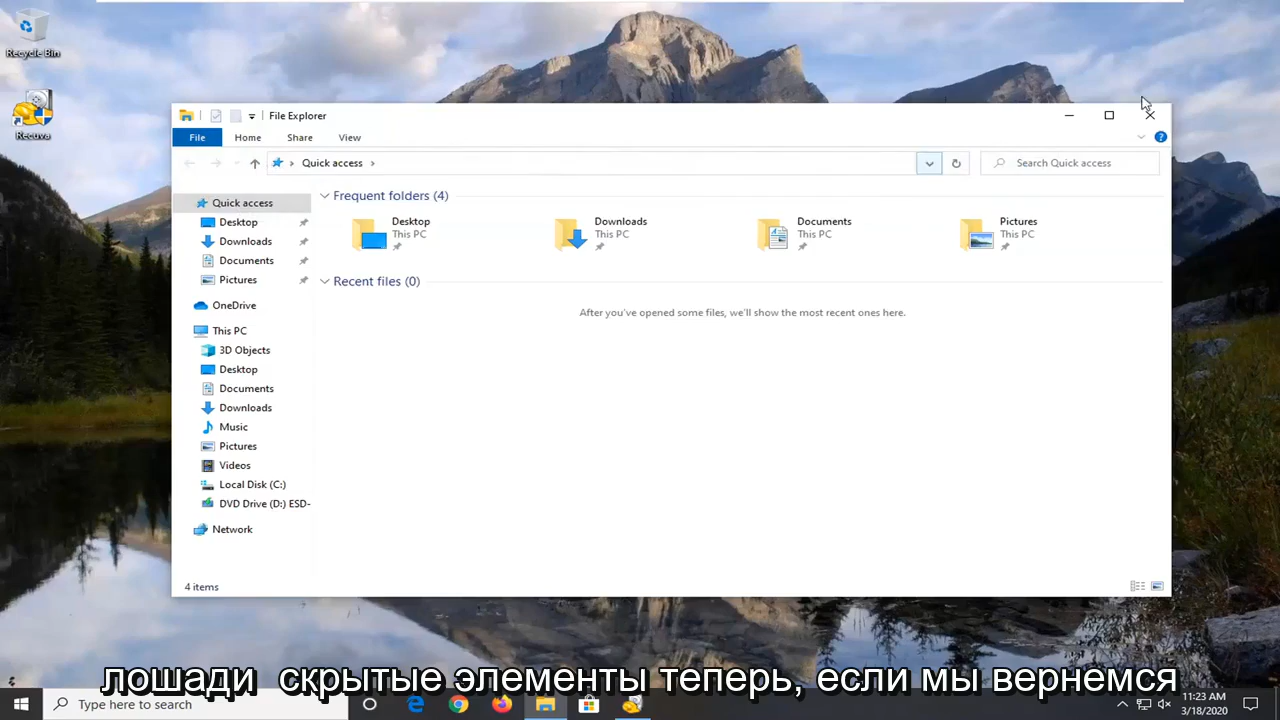 Recycle Bin
Recuva
File Explorer
File
Home
Share
View
Quick access
Search Quick access
Quick access
Desktop
Downloads
Documents
Pictures
OneDrive
This PC
3D Objects
Desktop
Documents
Downloads
Music
Pictures
Videos
Local Disk (C:)
DVD Drive (D:) ESD-
Network
Frequent folders (4)
Desktop
This PC
Downloads
This PC
Documents
This PC
Pictures
This PC
Recent files (0)
After you've opened some files, we'll show the most recent ones here.
4 items
лошади скрытые элементы теперь, если мы вернемся
Type here to search
11:23 AM
3/18/2020